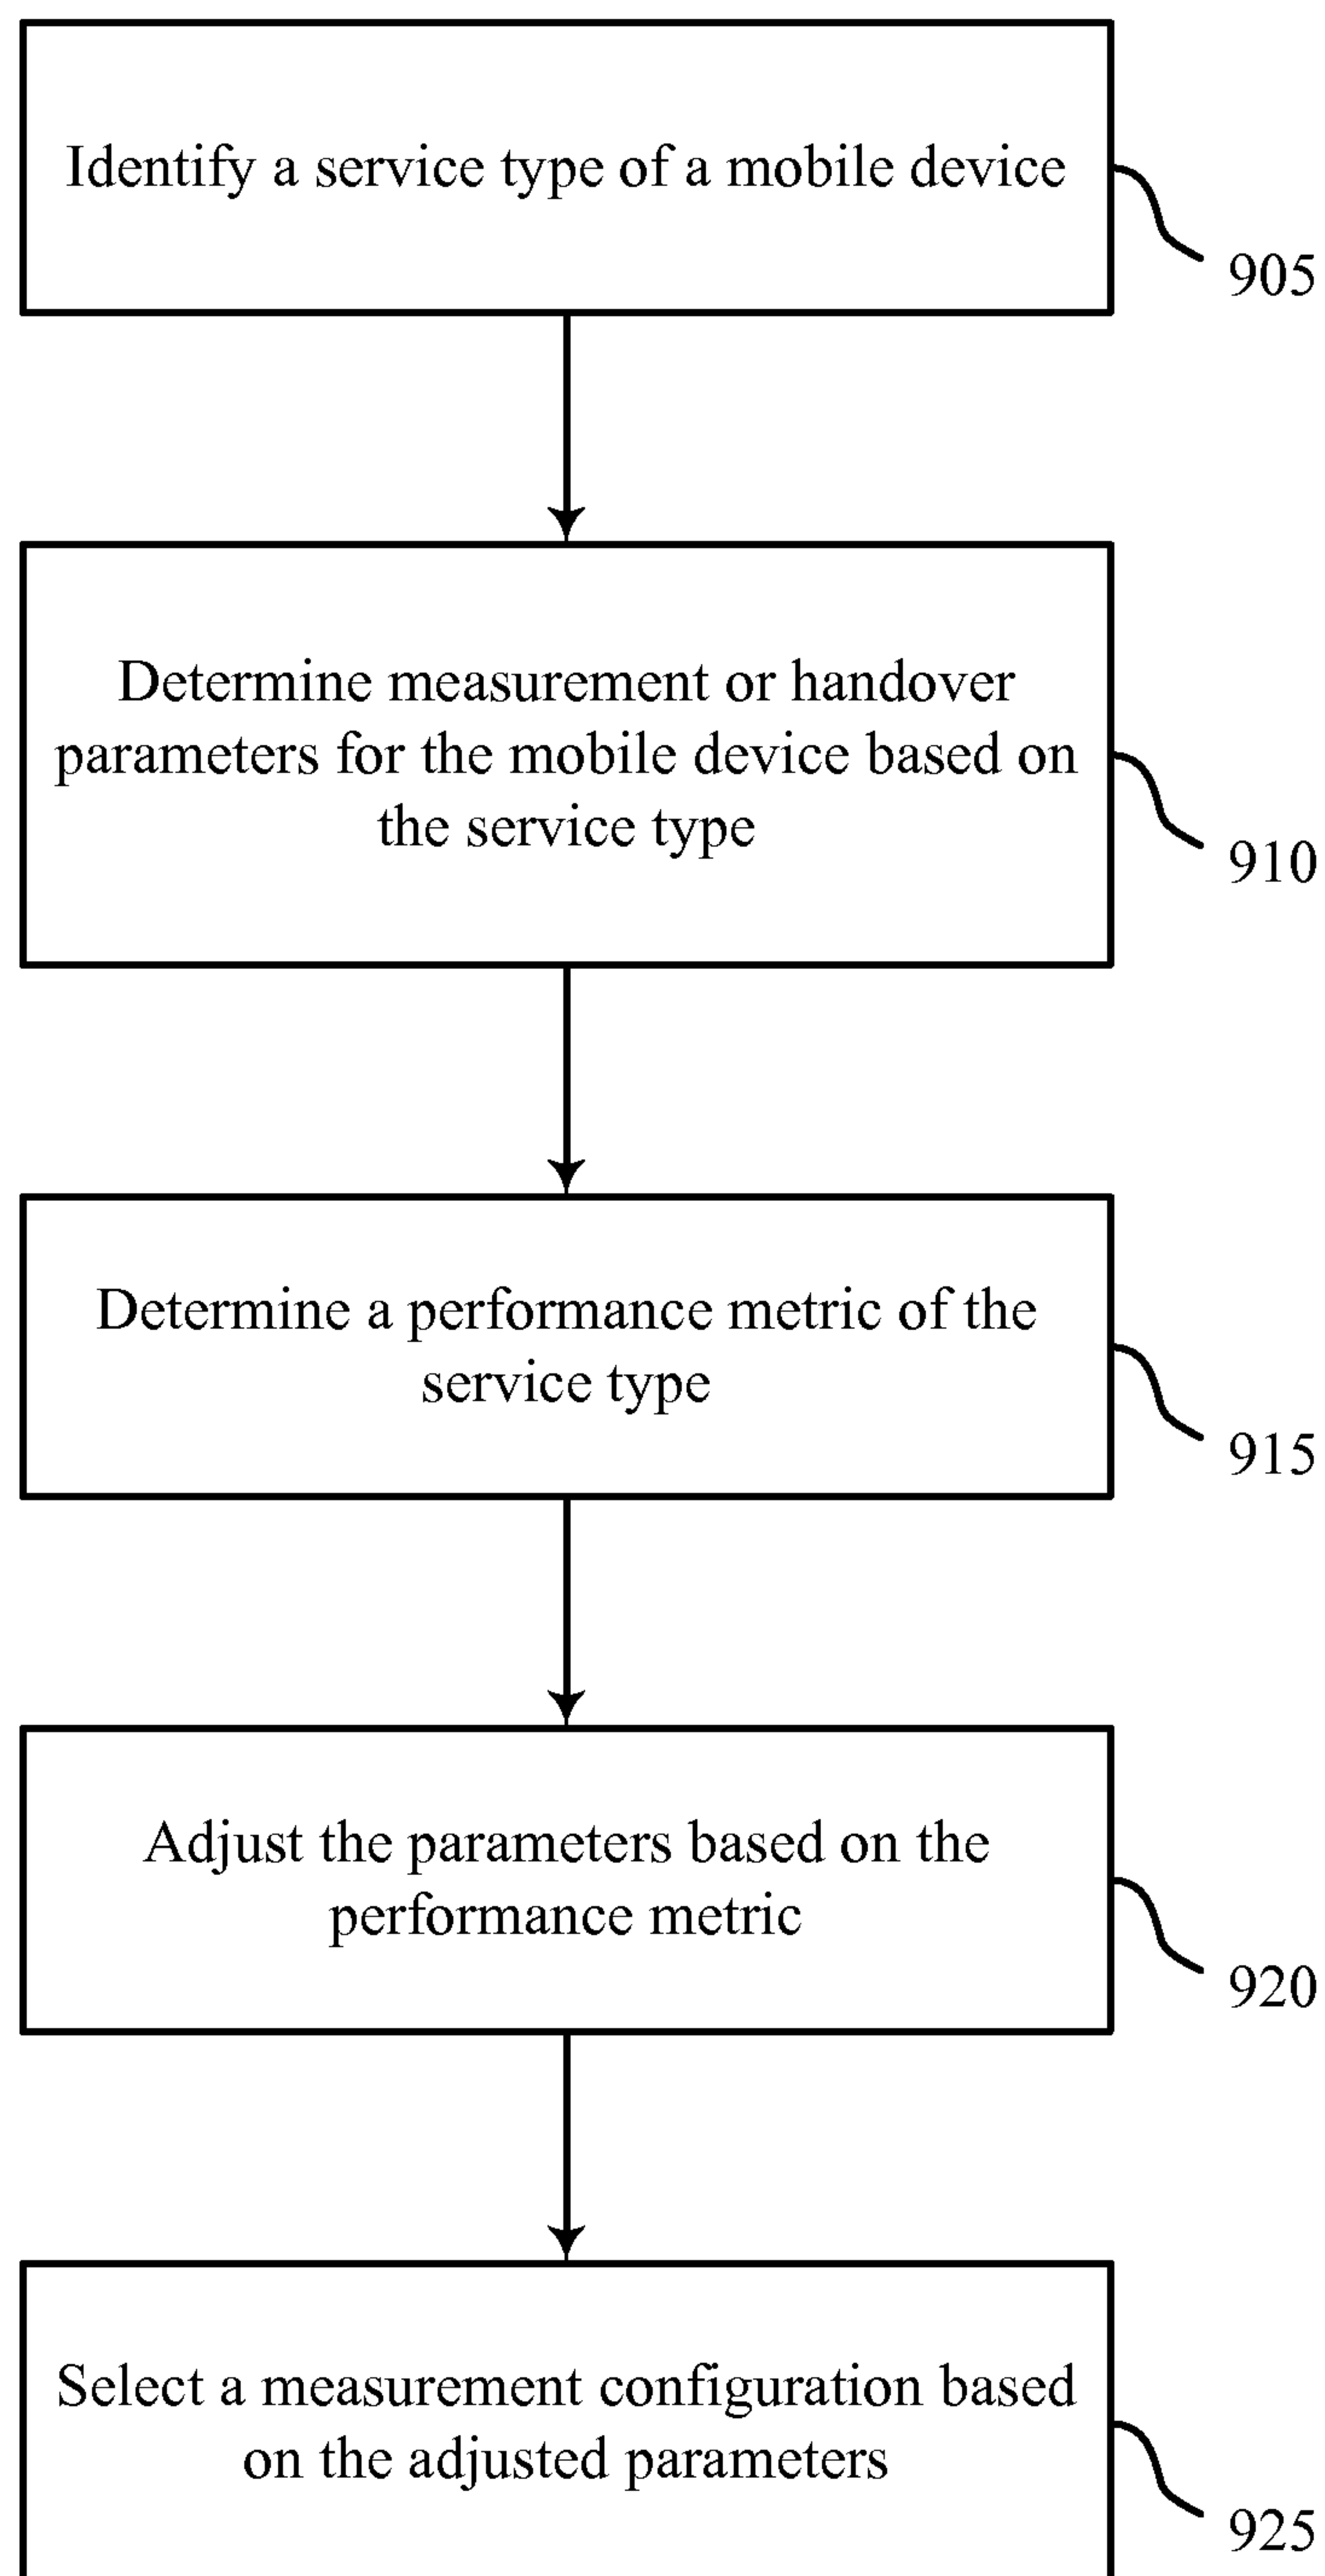 Identify a service type of a mobile device
905
Determine measurement or handover
parameters for the mobile device based on
the service type
910
Determine a performance metric of the
service type
915
Adjust the parameters based on the
performance metric
920
Select a measurement configuration based
on the adjusted parameters
925